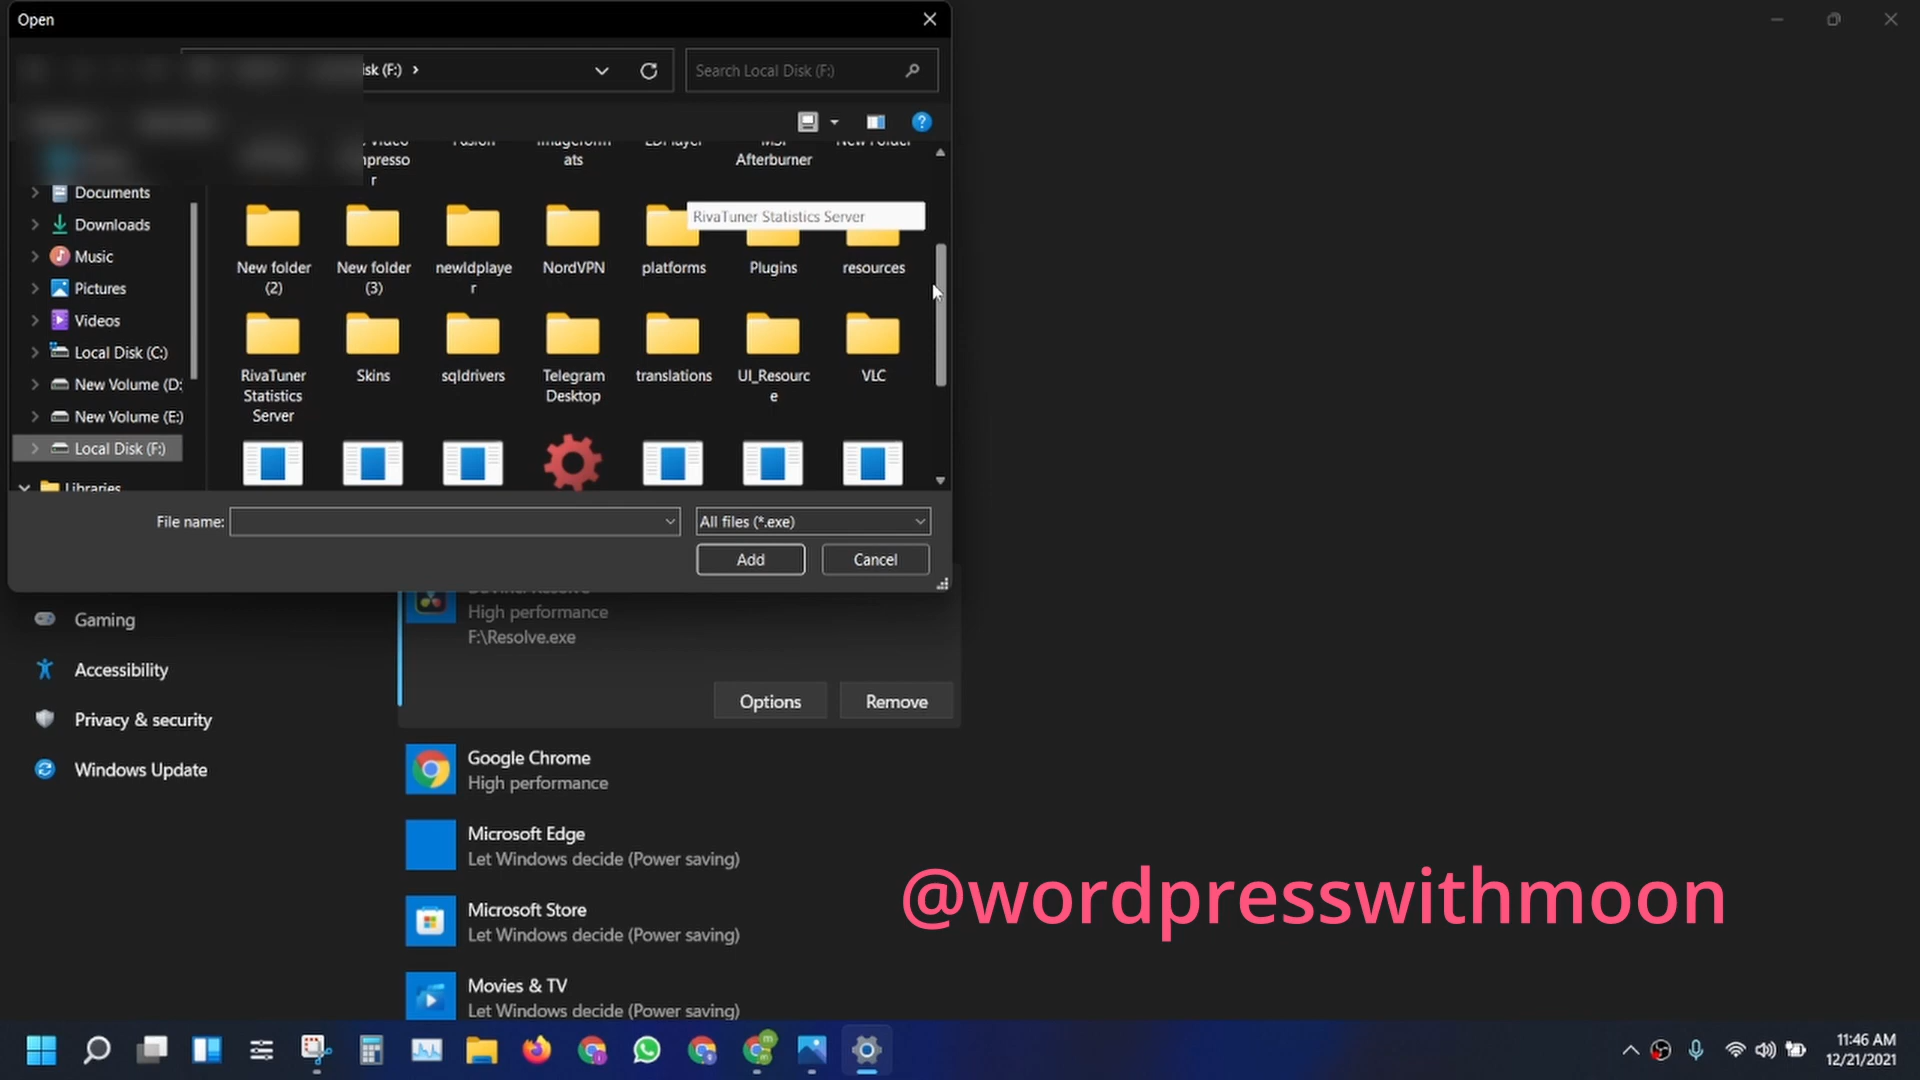 Open
isk (F:)
Search Local Disk (F:)
Afterburner
ats
r
RivaTuner Statistics Server
Documents
Downloads
Music
Pictures
Videos
Local Disk (C:)
New Volume (D:
New Volume (E:)
Local Disk (F:)
Libraries
New folder
(2)
New folder
(3)
newldplaye
r
NordVPN
platforms
Plugins
resources
RivaTuner
Statistics
Server
Skins
sqldrivers
Telegram
Desktop
translations
UI_Resourc
e
VLC
File name:
All files (*.exe)
Add
Cancel
Gaming
Accessibility
Privacy & security
Windows Update
High performance
F:\Resolve.exe
Options
Remove
Google Chrome
High performance
Microsoft Edge
Let Windows decide (Power saving)
Microsoft Store
Let Windows decide (Power saving)
Movies & TV
Let Windows decide (Power saving)
@wordpresswithmoon
11:46 AM
12/21/2021